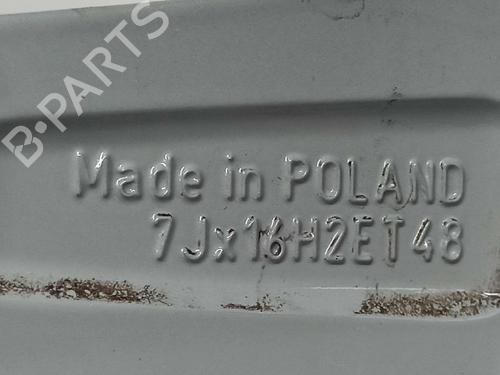 B-PARTS
Made in POLAND
7Jx16H2ET48